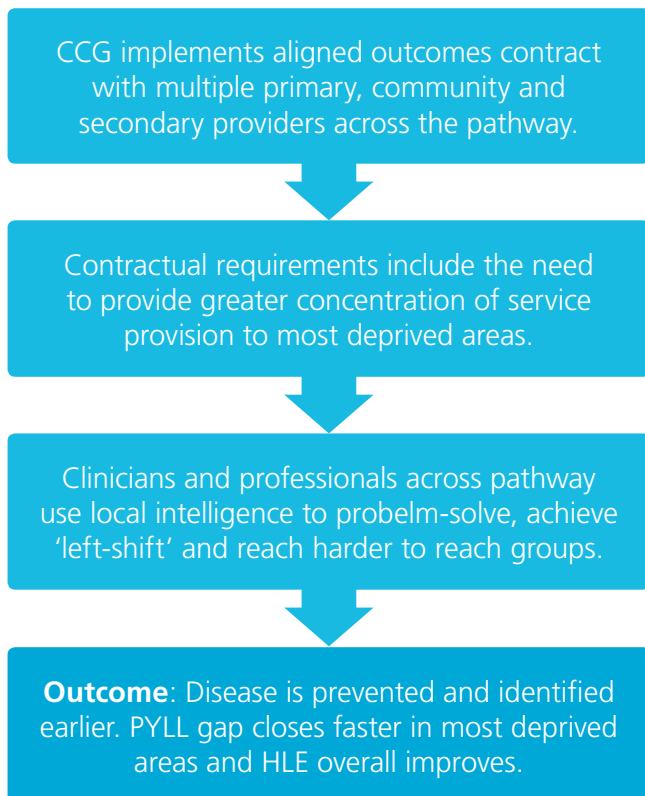 CCG implements aligned outcomes contract
with multiple primary, community and
secondary providers across the pathway.
Contractual requirements include the need
to provide greater concentration of service
provision to most deprived areas.
Clinicians and professionals across pathway
use local intelligence to probelm-solve, achieve
‘left-shift’ and reach harder to reach groups.
Outcome: Disease is prevented and identified
earlier. PYLL gap closes faster in most deprived
areas and HLE overall improves.